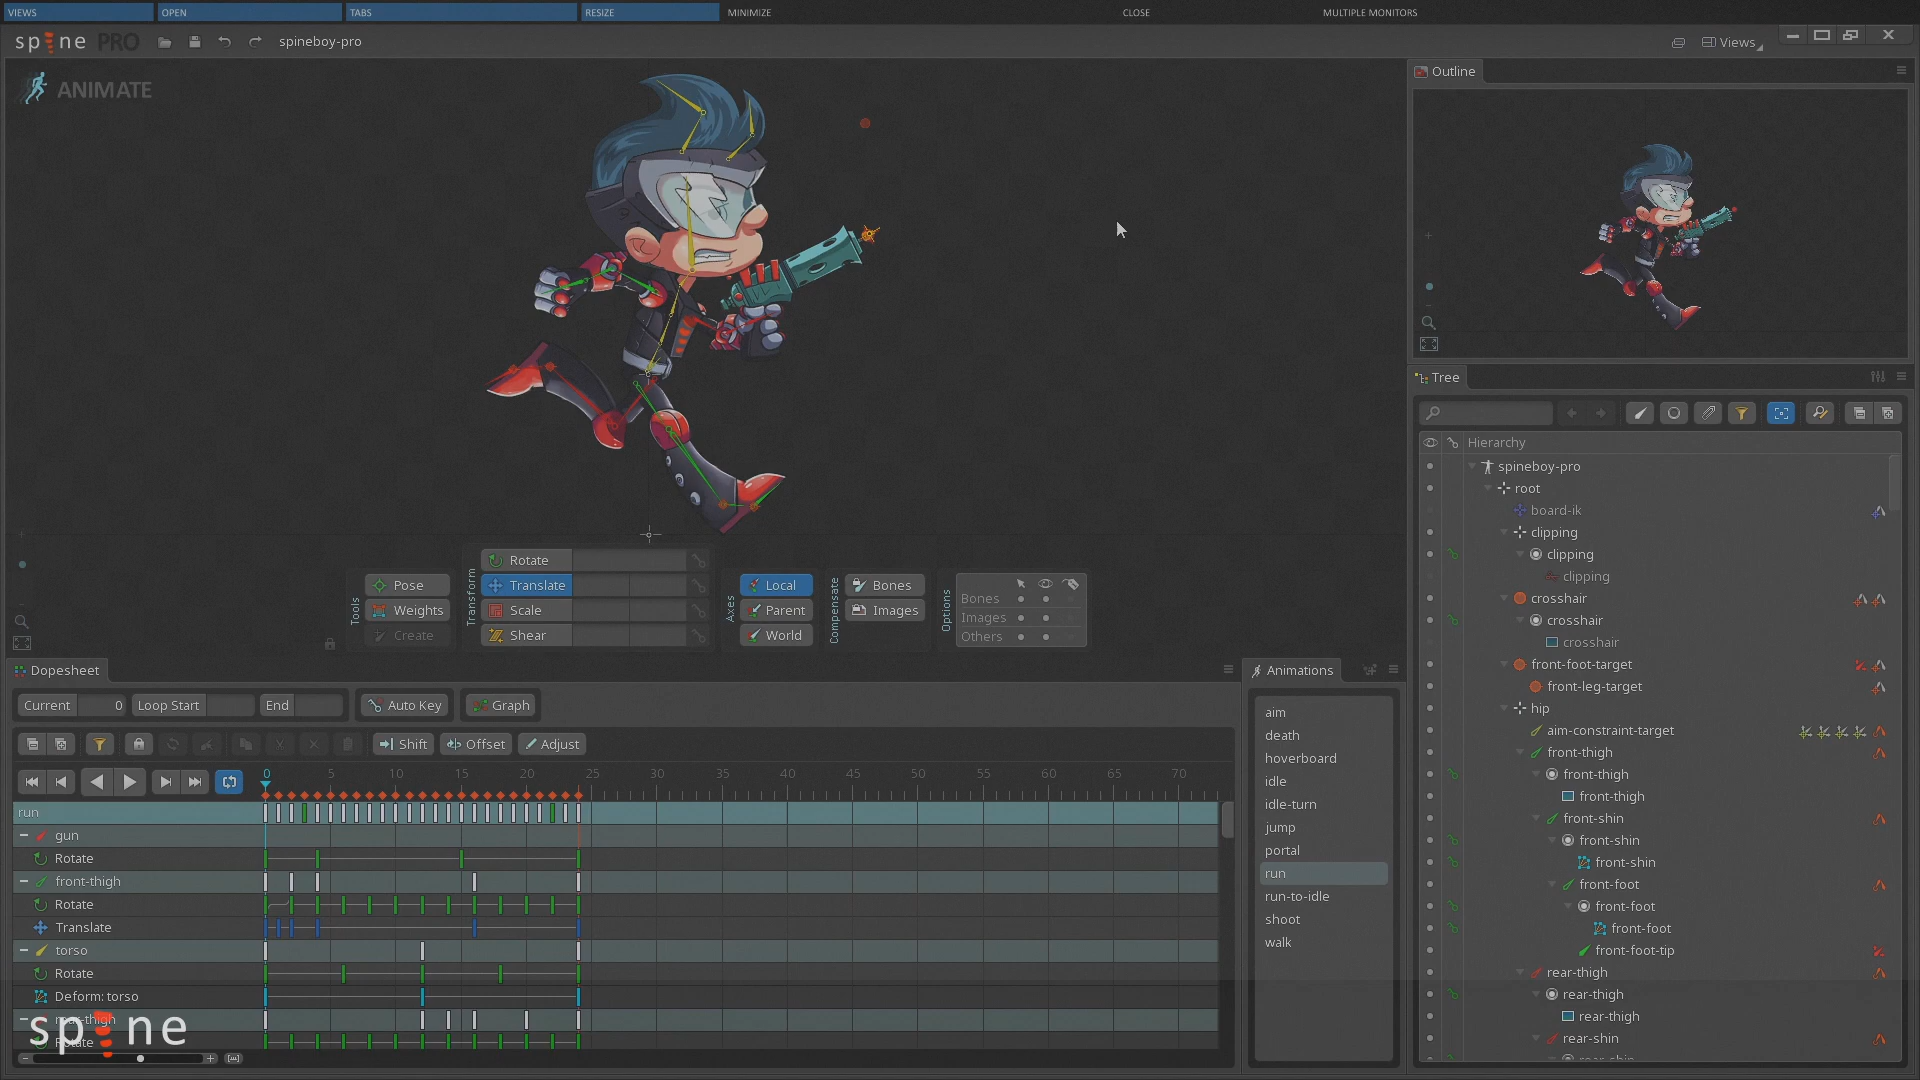 VIEWS OPEN TABS RESIZE MINIMIZE CLOSE MULTIPLE MONITORS
spine PRO spineboy-pro Views
ANIMATE
Outline
Tree
Hierarchy
spineboy-pro
root
board-ik
clipping
clipping
clipping
crosshair
crosshair
crosshair
front-foot-target
front-leg-target
hip
aim-constraint-target
front-thigh
front-thigh
front-thigh
front-shin
front-shin
front-shin
front-foot
front-foot
front-foot
front-foot-tip
rear-thigh
rear-thigh
rear-thigh
rear-shin
rear-shin
Tools
Pose
Weights
Create
Transform
Rotate
Translate
Scale
Shear
Axes
Local
Parent
World
Compensate
Bones
Images
Options
Bones
Images
Others
Dopesheet
Current 0 Loop Start End Auto Key Graph
Shift Offset Adjust
0 5 10 15 20 25 30 35 40 45 50 55 60 65 70
run
gun
Rotate
front-thigh
Rotate
Translate
torso
Rotate
Deform: torso
rear-thigh
Rotate
spine
Animations
aim
death
hoverboard
idle
idle-turn
jump
portal
run
run-to-idle
shoot
walk